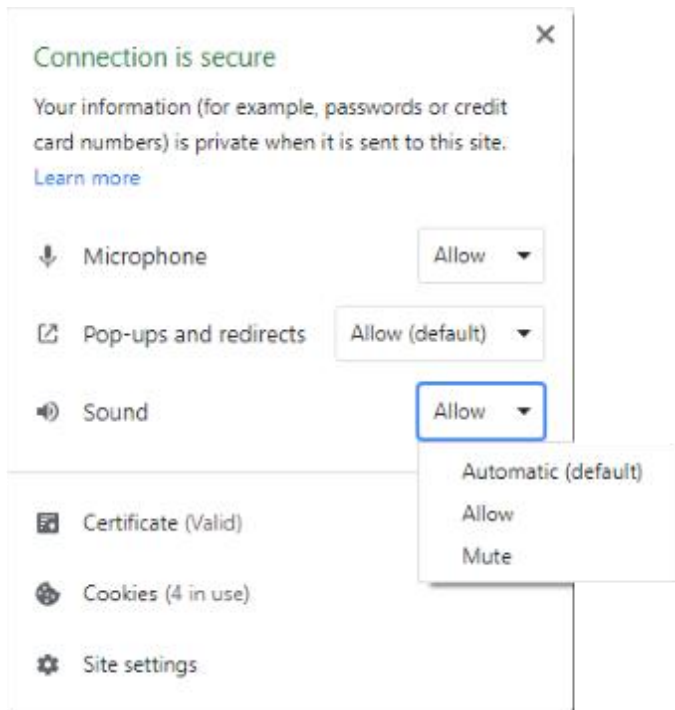 Connection is secure
Your information (for example, passwords or credit
card numbers) is private when it is sent to this site.
Learn more
Microphone Allow
Pop-ups and redirects Allow (default)
Sound Allow
Automatic (default)
Allow
Mute
Certificate (Valid)
Cookies (4 in use)
Site settings